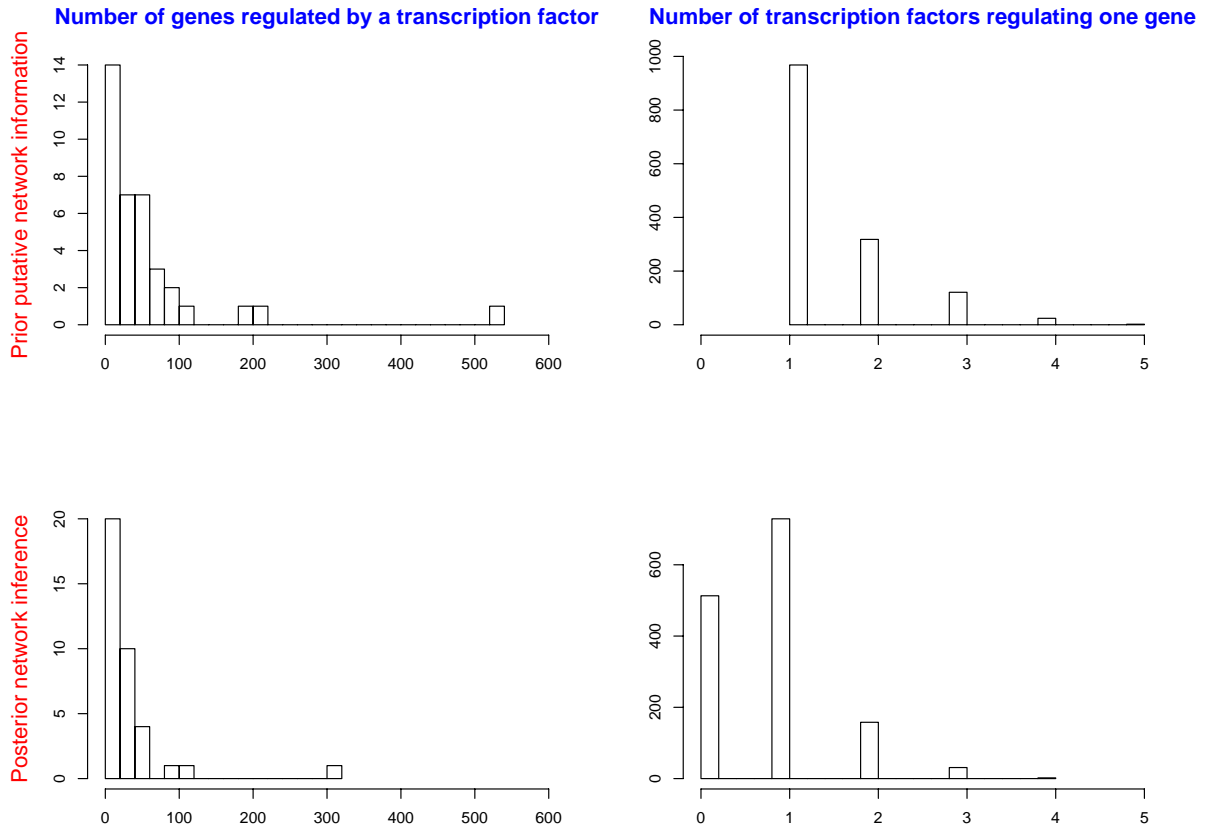 Number of genes regulated by a transcription factor
Number of transcription factors regulating one gene
Prior putative network information
0 2 4 6 8 10 12 14
0 100 200 300 400 500 600
0 200 400 600 800 1000
0 1 2 3 4 5
Posterior network inference
0 5 10 15 20
0 100 200 300 400 500 600
0 200 400 600
0 1 2 3 4 5